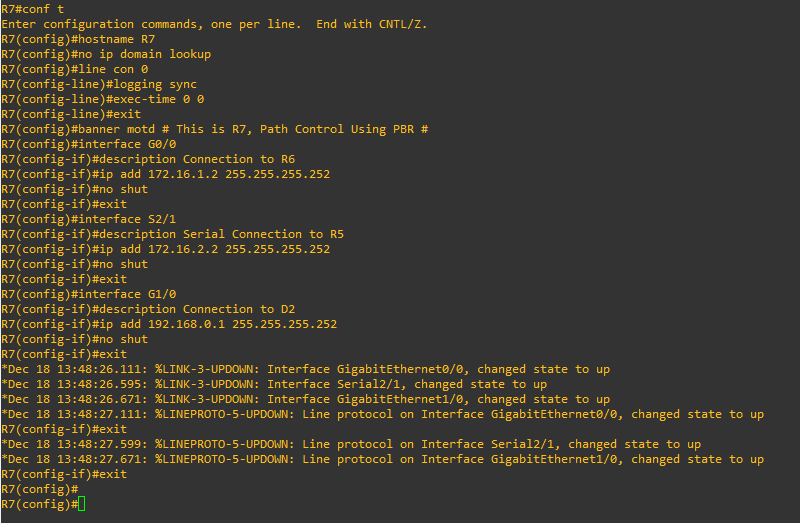 R7#conf t
Enter configuration commands, one per line.  End with CNTL/Z.
R7(config)#hostname R7
R7(config)#no ip domain lookup
R7(config)#line con 0
R7(config-line)#logging sync
R7(config-line)#exec-time 0 0
R7(config-line)#exit
R7(config)#banner motd # This is R7, Path Control Using PBR #
R7(config)#interface G0/0
R7(config-if)#description Connection to R6
R7(config-if)#ip add 172.16.1.2 255.255.255.252
R7(config-if)#no shut
R7(config-if)#exit
R7(config)#interface S2/1
R7(config-if)#description Serial Connection to R5
R7(config-if)#ip add 172.16.2.2 255.255.255.252
R7(config-if)#no shut
R7(config-if)#exit
R7(config)#interface G1/0
R7(config-if)#description Connection to D2
R7(config-if)#ip add 192.168.0.1 255.255.255.252
R7(config-if)#no shut
R7(config-if)#exit
*Dec 18 13:48:26.111: %LINK-3-UPDOWN: Interface GigabitEthernet0/0, changed state to up
*Dec 18 13:48:26.595: %LINK-3-UPDOWN: Interface Serial2/1, changed state to up
*Dec 18 13:48:26.671: %LINK-3-UPDOWN: Interface GigabitEthernet1/0, changed state to up
*Dec 18 13:48:27.111: %LINEPROTO-5-UPDOWN: Line protocol on Interface GigabitEthernet0/0, changed state to up
R7(config-if)#exit
*Dec 18 13:48:27.599: %LINEPROTO-5-UPDOWN: Line protocol on Interface Serial2/1, changed state to up
*Dec 18 13:48:27.671: %LINEPROTO-5-UPDOWN: Line protocol on Interface GigabitEthernet1/0, changed state to up
R7(config-if)#exit
R7(config)#
R7(config)#